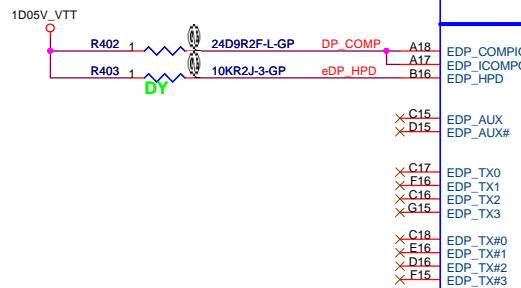 1D05V_VTT
R402 1 24D9R2F-L-GP DP_COMP A18 EDP_COMPIO
A17 EDP_ICOMPO
R403 1 10KR2J-3-GP eDP_HPD B16 EDP_HPD
DY
C15 EDP_AUX
D15 EDP_AUX#
C17 EDP_TX0
F16 EDP_TX1
C16 EDP_TX2
G15 EDP_TX3
C18 EDP_TX#0
E16 EDP_TX#1
D16 EDP_TX#2
F15 EDP_TX#3